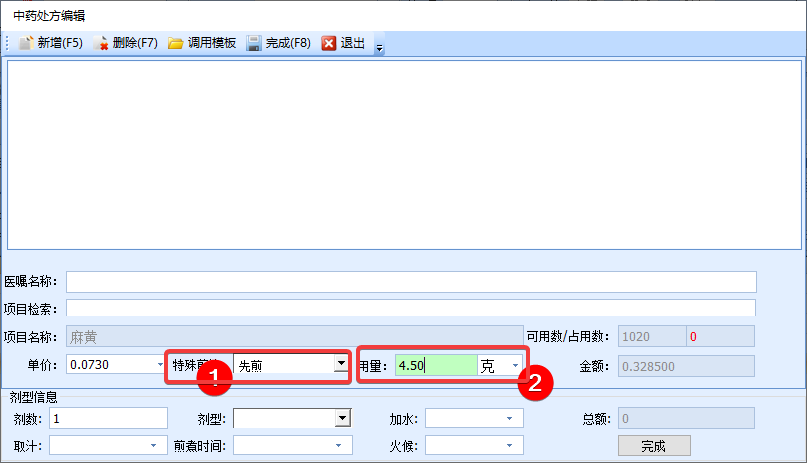 中药处方编辑
新增(F5) 删除(F7) 调用模板 完成(F8) 退出
医嘱名称：
项目检索：
项目名称： 麻黄 可用数/占用数： 1020 0
单价： 0.0730 特殊煎 先前 用量： 4.50 克 金额： 0.328500
1 2
剂型信息
剂数： 1 剂型： 加水： 总额： 0
取汁： 煎煮时间： 火候： 完成